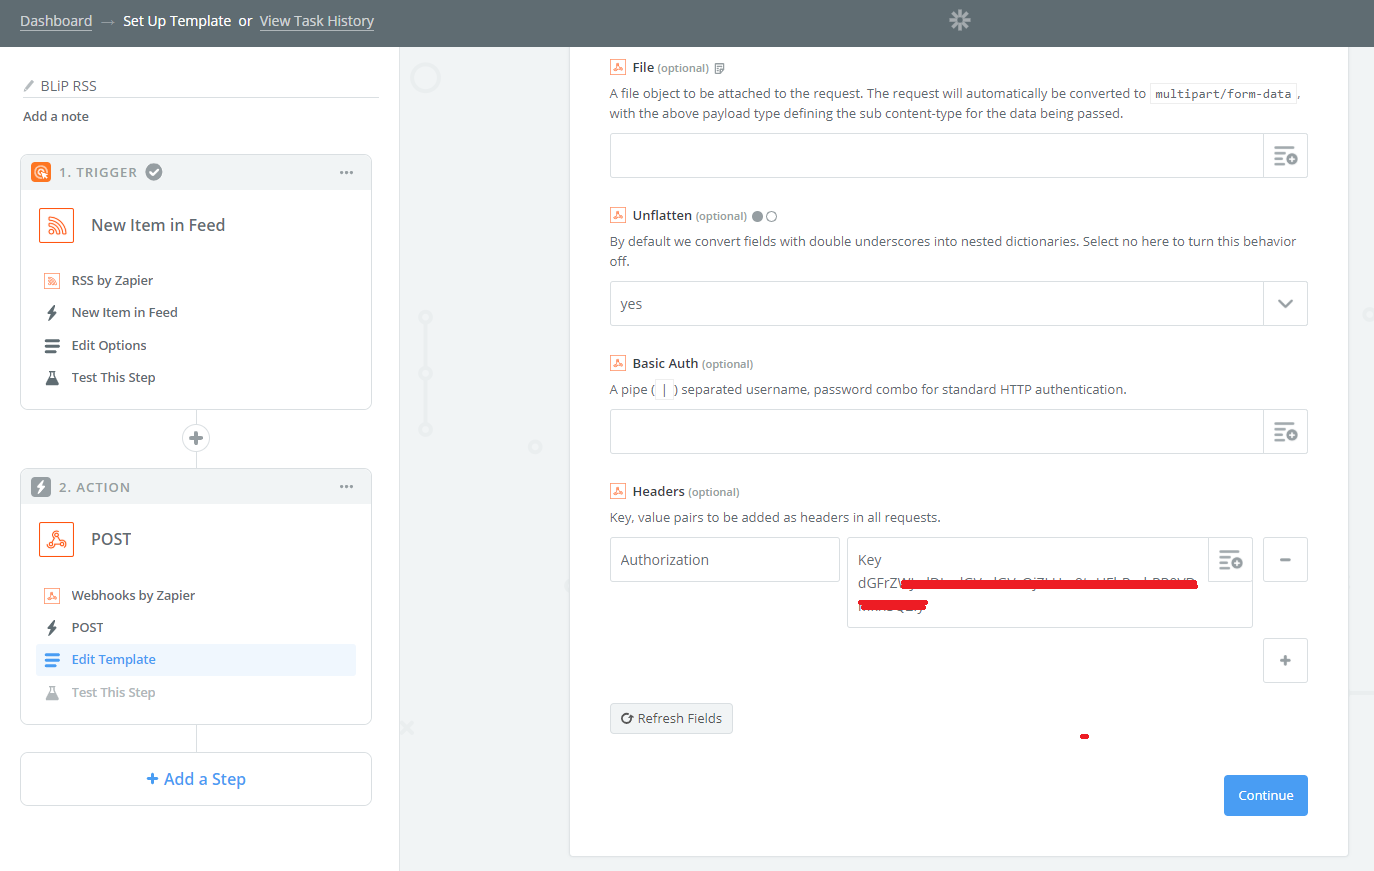 Dashboard → Set Up Template or View Task History
BLiP RSS
Add a note
1. TRIGGER
New Item in Feed
RSS by Zapier
New Item in Feed
Edit Options
Test This Step
2. ACTION
POST
Webhooks by Zapier
POST
Edit Template
Test This Step
+ Add a Step
File (optional)
A file object to be attached to the request. The request will automatically be converted to multipart/form-data,
with the above payload type defining the sub content-type for the data being passed.
Unflatten (optional)
By default we convert fields with double underscores into nested dictionaries. Select no here to turn this behavior
off.
yes
Basic Auth (optional)
A pipe ( | ) separated username, password combo for standard HTTP authentication.
Headers (optional)
Key, value pairs to be added as headers in all requests.
Authorization
Key
Refresh Fields
Continue